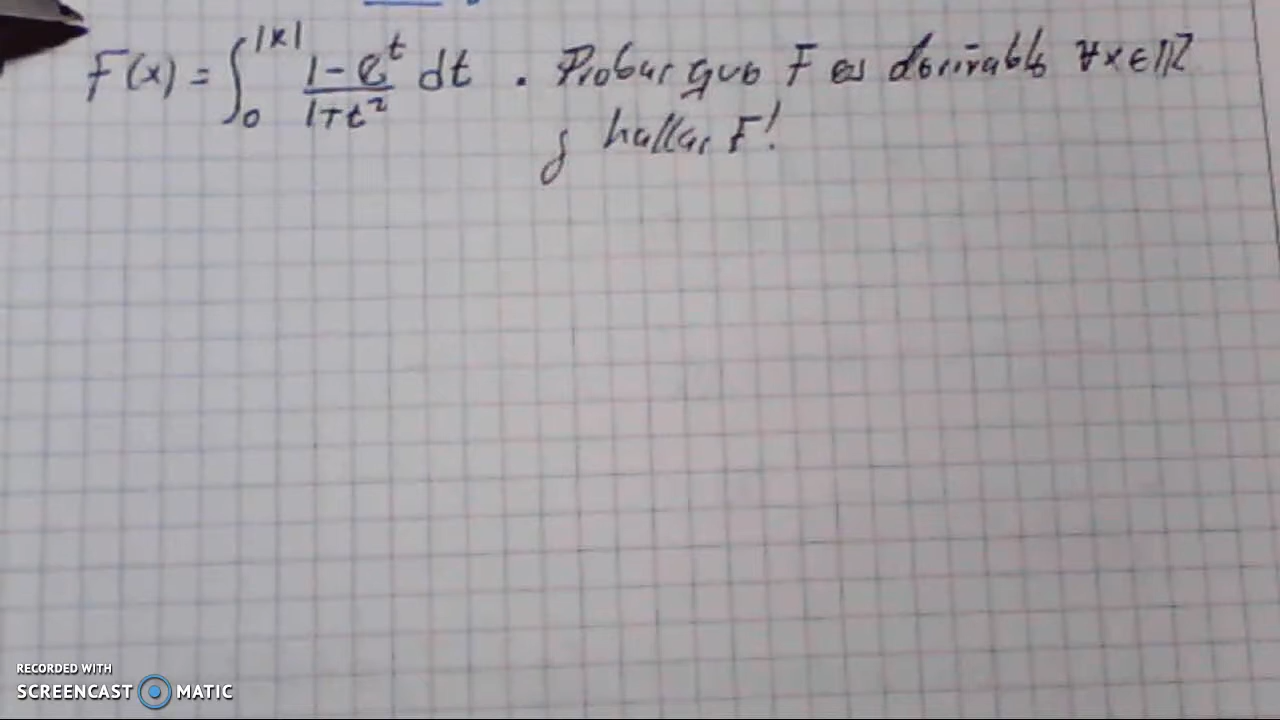 F(x) = ∫₀^|x| (1 - e^t)/(1+t²) dt . Probar que F es derivable ∀x∈ℝ
y hallar F'
RECORDED WITH
SCREENCAST MATIC